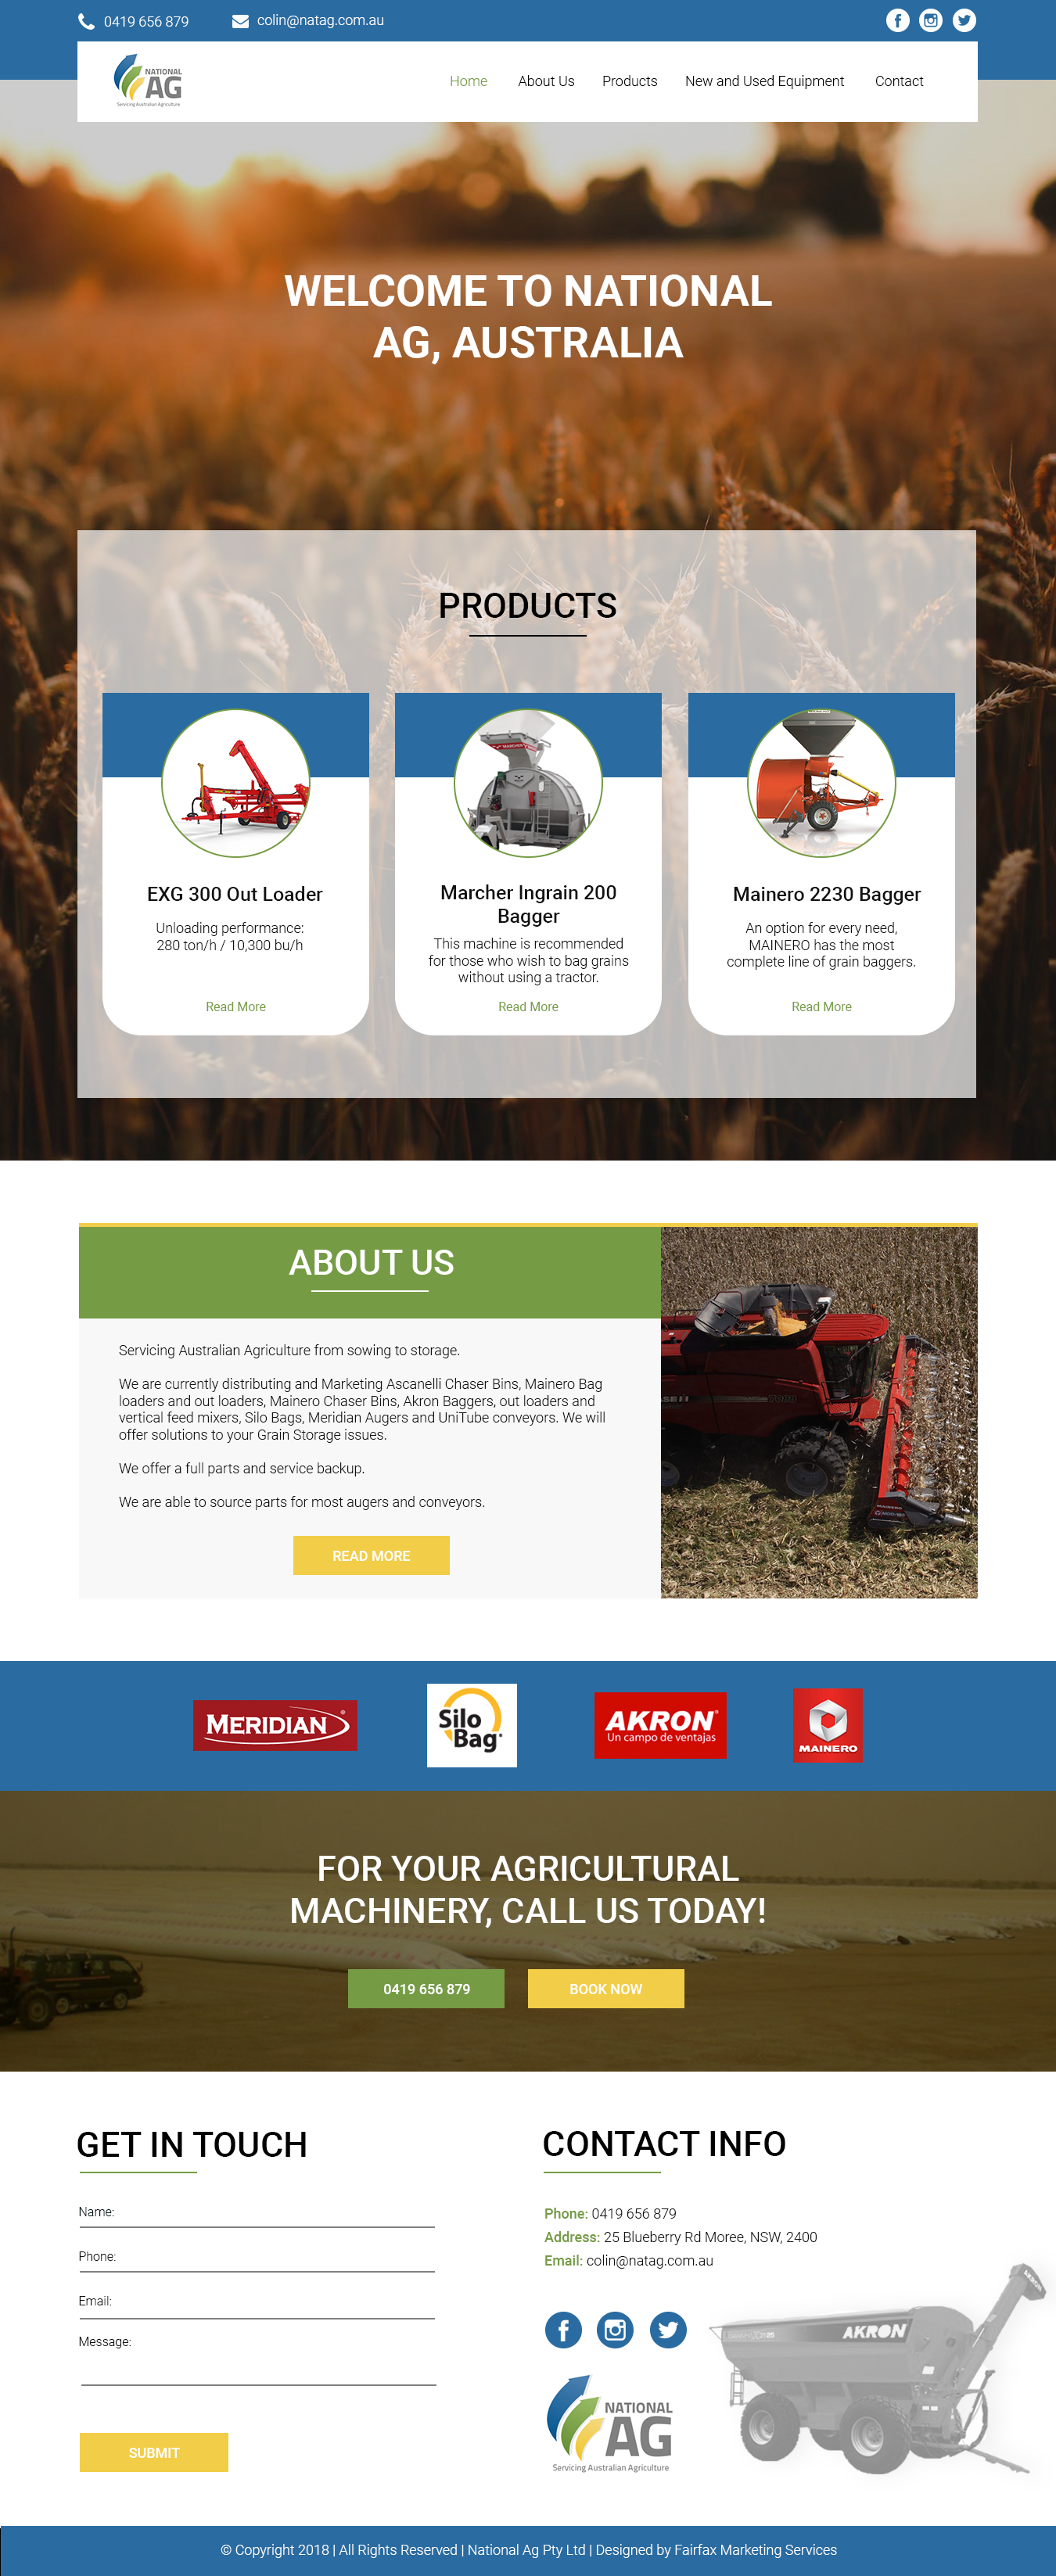 0419 656 879
colin@natag.com.au
NATIONAL
AG
Servicing Australian Agriculture
Home
About Us
Products
New and Used Equipment
Contact
WELCOME TO NATIONAL
AG, AUSTRALIA
PRODUCTS
EXG 300 Out Loader
Unloading performance:
280 ton/h / 10,300 bu/h
Read More
Marcher Ingrain 200
Bagger
This machine is recommended
for those who wish to bag grains
without using a tractor.
Read More
Mainero 2230 Bagger
An option for every need,
MAINERO has the most
complete line of grain baggers.
Read More
ABOUT US
Servicing Australian Agriculture from sowing to storage.
We are currently distributing and Marketing Ascanelli Chaser Bins, Mainero Bag
loaders and out loaders, Mainero Chaser Bins, Akron Baggers, out loaders and
vertical feed mixers, Silo Bags, Meridian Augers and UniTube conveyors. We will
offer solutions to your Grain Storage issues.
We offer a full parts and service backup.
We are able to source parts for most augers and conveyors.
READ MORE
MERIDIAN®
Silo
Bag®
AKRON®
Un campo de ventajas
MAINERO
FOR YOUR AGRICULTURAL
MACHINERY, CALL US TODAY!
0419 656 879
BOOK NOW
GET IN TOUCH
Name:
Phone:
Email:
Message:
SUBMIT
CONTACT INFO
Phone: 0419 656 879
Address: 25 Blueberry Rd Moree, NSW, 2400
Email: colin@natag.com.au
AKRON
AKRON
NATIONAL
AG
Servicing Australian Agriculture
© Copyright 2018 | All Rights Reserved | National Ag Pty Ltd | Designed by Fairfax Marketing Services